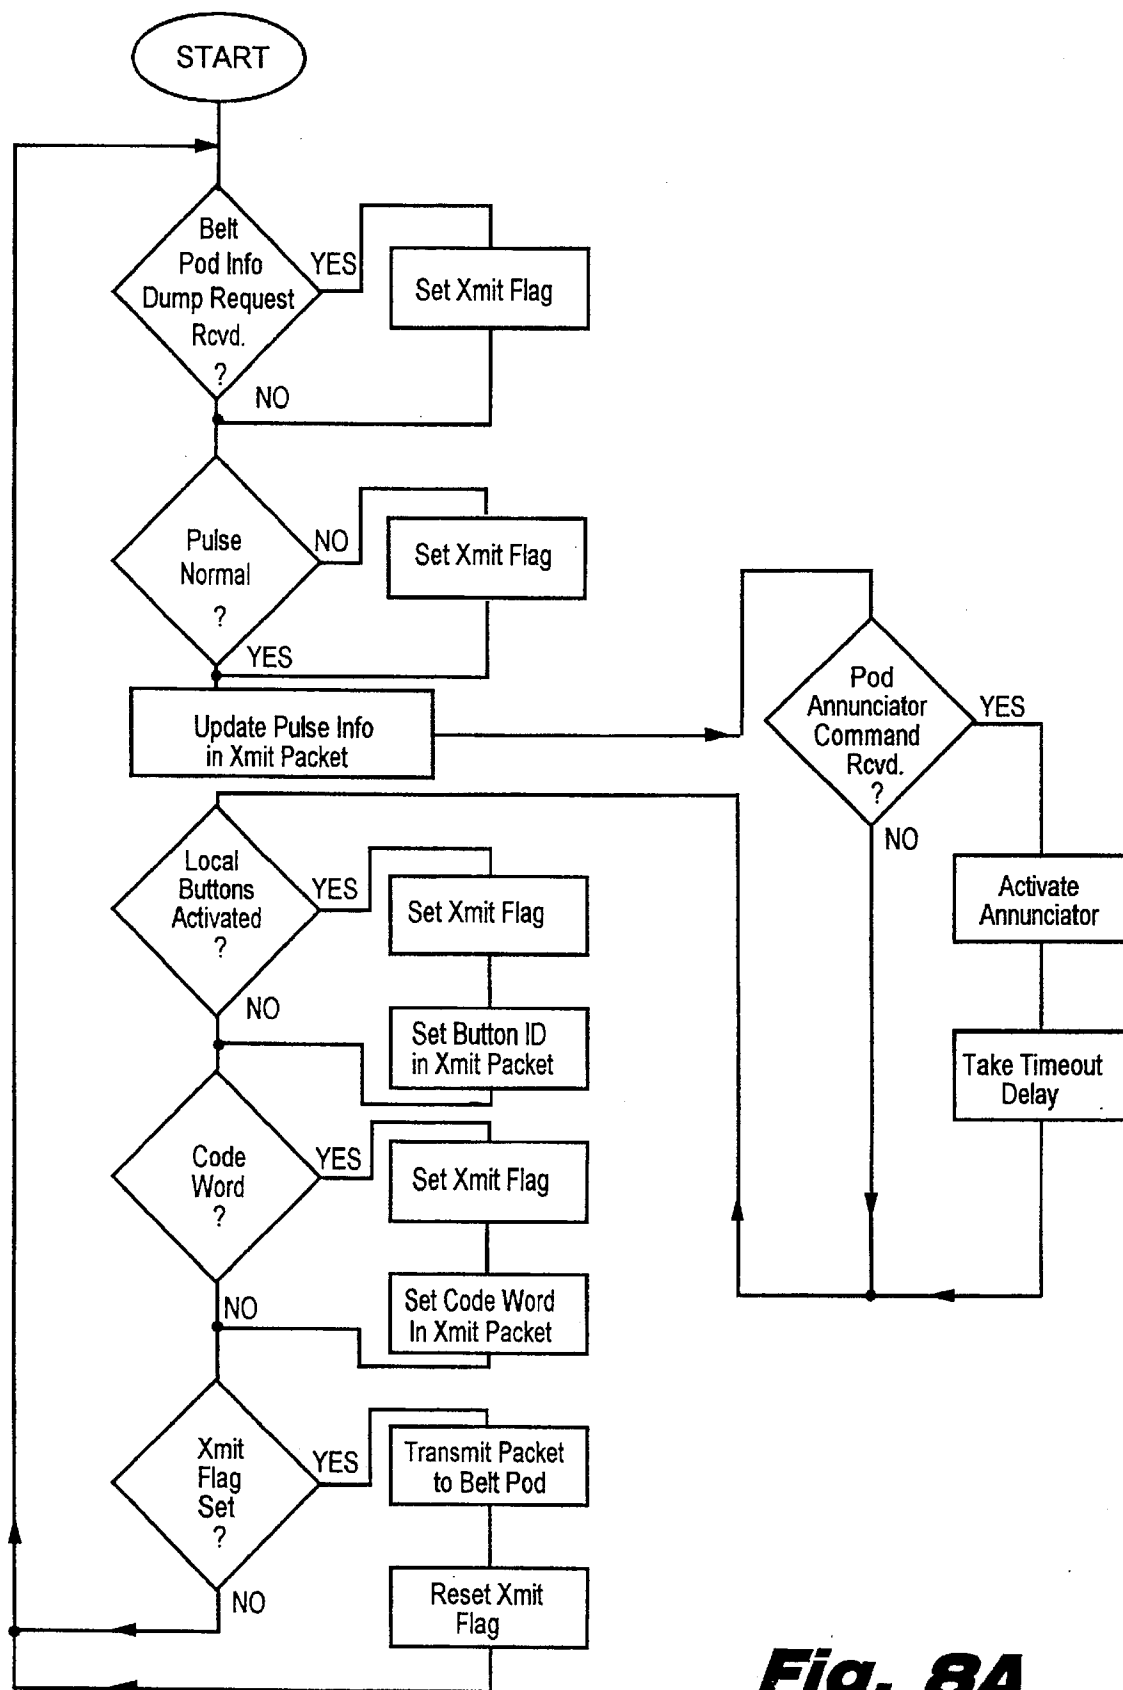 START
Belt
Pod Info
Dump Request
Rcvd.
?
YES
Set Xmit Flag
NO
Pulse
Normal
?
NO
Set Xmit Flag
YES
Update Pulse Info
in Xmit Packet
Pod
Annunciator
Command
Rcvd.
?
YES
NO
Activate
Annunciator
Take Timeout
Delay
Local
Buttons
Activated
?
YES
Set Xmit Flag
NO
Set Button ID
in Xmit Packet
Code
Word
?
YES
Set Xmit Flag
NO
Set Code Word
In Xmit Packet
Xmit
Flag
Set
?
YES
Transmit Packet
to Belt Pod
NO
Reset Xmit
Flag
Fig. 8A